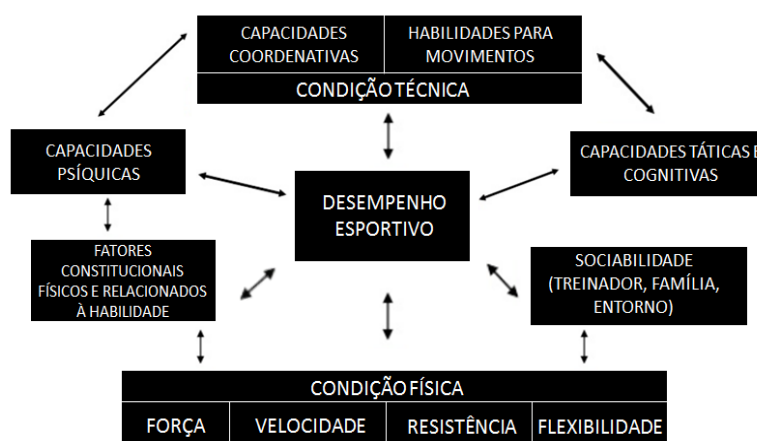 CAPACIDADES
COORDENATIVAS
HABILIDADES PARA
MOVIMENTOS
CONDIÇÃO TÉCNICA
CAPACIDADES
PSÍQUICAS
CAPACIDADES TÁTICAS E
COGNITIVAS
DESEMPENHO
ESPORTIVO
FATORES
CONSTITUCIONAIS
FÍSICOS E RELACIONADOS
À HABILIDADE
SOCIABILIDADE
(TREINADOR, FAMÍLIA,
ENTORNO)
CONDIÇÃO FÍSICA
FORÇA
VELOCIDADE
RESISTÊNCIA
FLEXIBILIDADE